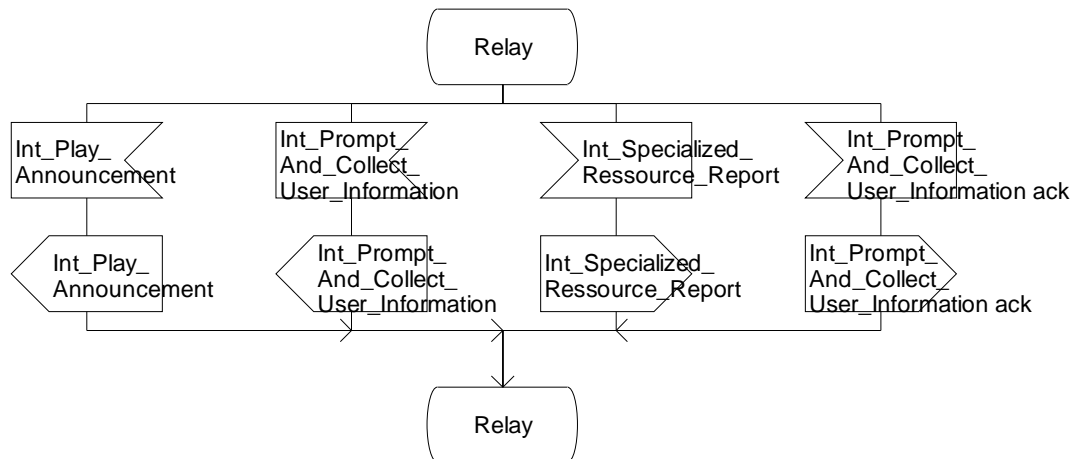 Relay
Int_Play_
Announcement
Int_Prompt_
And_Collect_
User_Information
Int_Specialized_
Ressource_Report
Int_Prompt_
And_Collect_
User_Information ack
Int_Play_
Announcement
Int_Prompt_
And_Collect_
User_Information
Int_Specialized_
Ressource_Report
Int_Prompt_
And_Collect_
User_Information ack
Relay